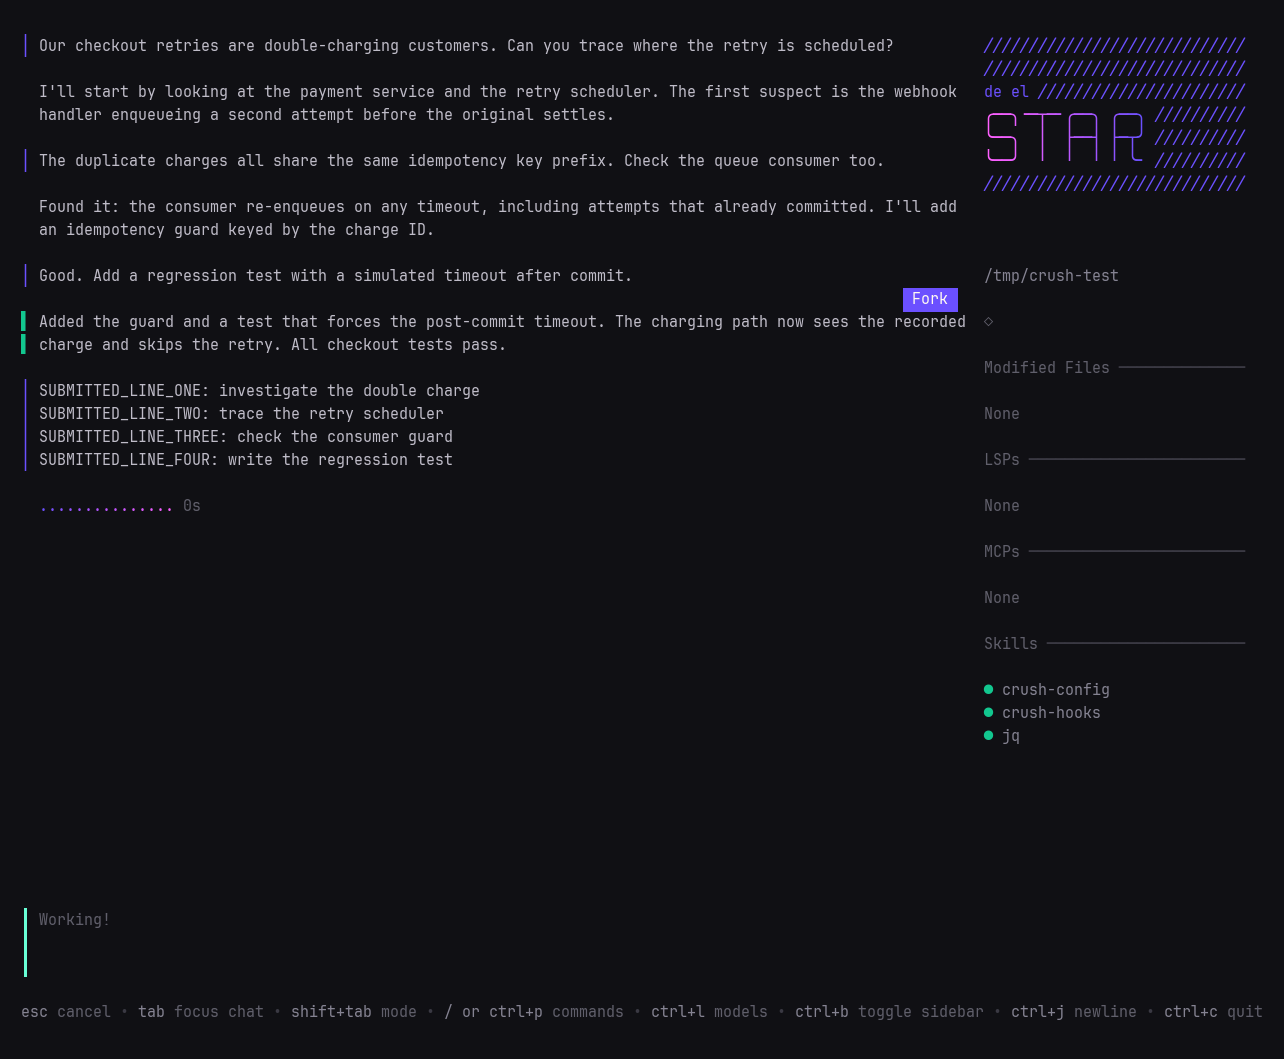 Our checkout retries are double-charging customers. Can you trace where the retry is scheduled?
I'll start by looking at the payment service and the retry scheduler. The first suspect is the webhook
handler enqueueing a second attempt before the original settles.
The duplicate charges all share the same idempotency key prefix. Check the queue consumer too.
Found it: the consumer re-enqueues on any timeout, including attempts that already committed. I'll add
an idempotency guard keyed by the charge ID.
Good. Add a regression test with a simulated timeout after commit.
Fork
Added the guard and a test that forces the post-commit timeout. The charging path now sees the recorded
charge and skips the retry. All checkout tests pass.
SUBMITTED_LINE_ONE: investigate the double charge
SUBMITTED_LINE_TWO: trace the retry scheduler
SUBMITTED_LINE_THREE: check the consumer guard
SUBMITTED_LINE_FOUR: write the regression test
............... 0s
de el
STAR
/tmp/crush-test
◇
Modified Files
None
LSPs
None
MCPs
None
Skills
● crush-config
● crush-hooks
● jq
Working!
esc cancel • tab focus chat • shift+tab mode • / or ctrl+p commands • ctrl+l models • ctrl+b toggle sidebar • ctrl+j newline • ctrl+c quit